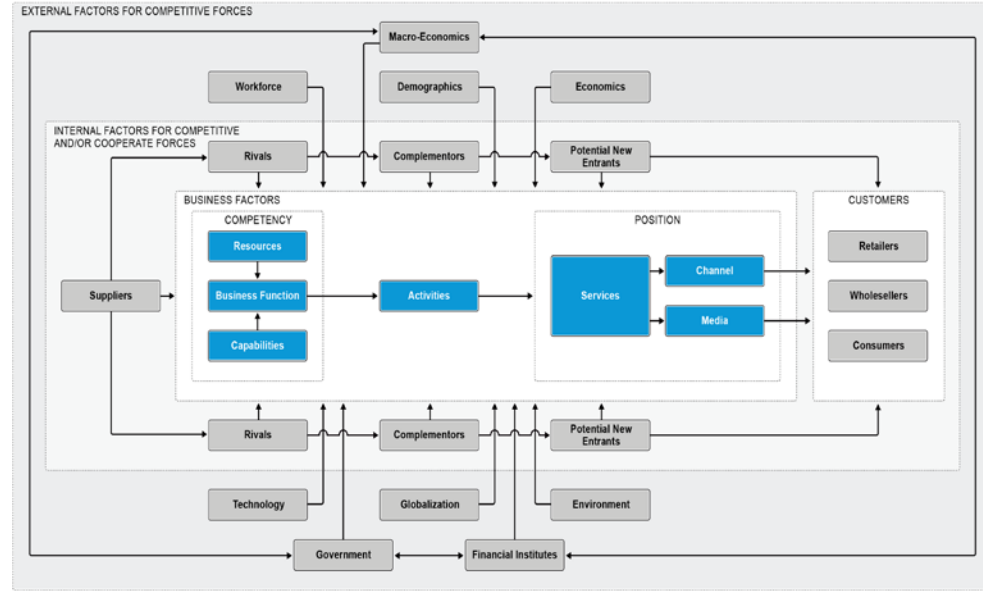 EXTERNAL FACTORS FOR COMPETITIVE FORCES
Macro-Economics
Workforce
Demographics
Economics
INTERNAL FACTORS FOR COMPETITIVE
AND/OR COOPERATE FORCES
Rivals
Complementors
Potential New
Entrants
BUSINESS FACTORS
CUSTOMERS
COMPETENCY
POSITION
Resources
Retailers
Channel
Suppliers
Business Function
Activities
Services
Wholesellers
Media
Capabilities
Consumers
Rivals
Complementors
Potential New
Entrants
Technology
Globalization
Environment
Government
Financial Institutes